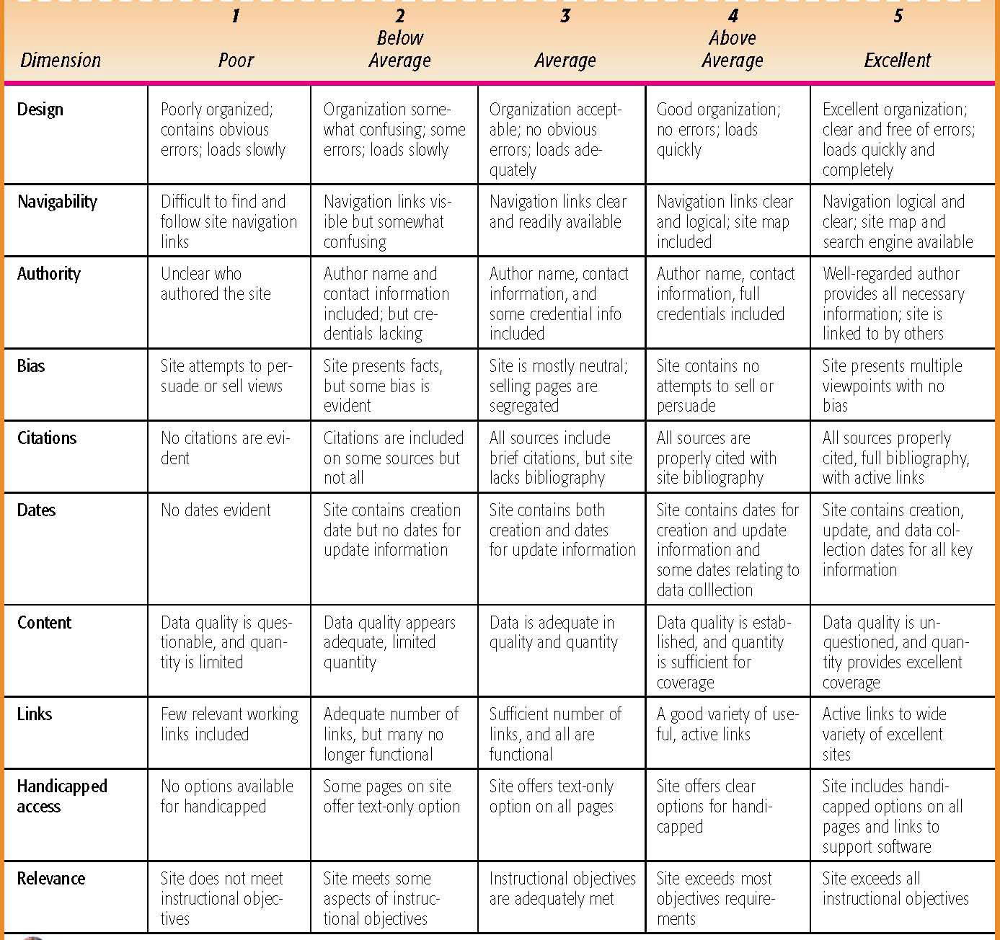 1 2 3 4 5
Below Above
Dimension Poor Average Average Average Excellent
Design
Poorly organized;
contains obvious
errors; loads slowly
Organization some-
what confusing; some
errors; loads slowly
Organization accept-
able; no obvious
errors; loads ade-
quately
Good organization;
no errors; loads
quickly
Excellent organization;
clear and free of errors;
loads quickly and
completely
Navigability
Difficult to find and
follow site navigation
links
Navigation links vis-
ible but somewhat
confusing
Navigation links clear
and readily available
Navigation links clear
and logical; site map
included
Navigation logical and
clear; site map and
search engine available
Authority
Unclear who
authored the site
Author name and
contact information
included; but cre-
dentials lacking
Author name, contact
information, and
some credential info
included
Author name, contact
information, full
credentials included
Well-regarded author
provides all necessary
information; site is
linked to by others
Bias
Site attempts to per-
suade or sell views
Site presents facts,
but some bias is
evident
Site is mostly neutral;
selling pages are
segregated
Site contains no
attempts to sell or
persuade
Site presents multiple
viewpoints with no
bias
Citations
No citations are evi-
dent
Citations are included
on some sources but
not all
All sources include
brief citations, but site
lacks bibliography
All sources are
properly cited with
site bibliography
All sources properly
cited, full bibliography,
with active links
Dates
No dates evident
Site contains creation
date but no dates for
update information
Site contains both
creation and dates
for update information
Site contains dates for
creation and update
information and
some dates relating to
data colllection
Site contains creation,
update, and data col-
lection dates for all key
information
Content
Data quality is ques-
tionable, and quan-
tity is limited
Data quality appears
adequate, limited
quantity
Data is adequate in
quality and quantity
Data quality is estab-
lished, and quantity
is sufficient for
coverage
Data quality is un-
questioned, and quan-
tity provides excellent
coverage
Links
Few relevant working
links included
Adequate number of
links, but many no
longer functional
Sufficient number of
links, and all are
functional
A good variety of use-
ful, active links
Active links to wide
variety of excellent
sites
Handicapped
access
No options available
for handicapped
Some pages on site
offer text-only option
Site offers text-only
option on all pages
Site offers clear
options for handi-
capped
Site includes handi-
capped options on all
pages and links to
support software
Relevance
Site does not meet
instructional objec-
tives
Site meets some
aspects of instruc-
tional objectives
Instructional objectives
are adequately met
Site exceeds most
objectives require-
ments
Site exceeds all
instructional objectives